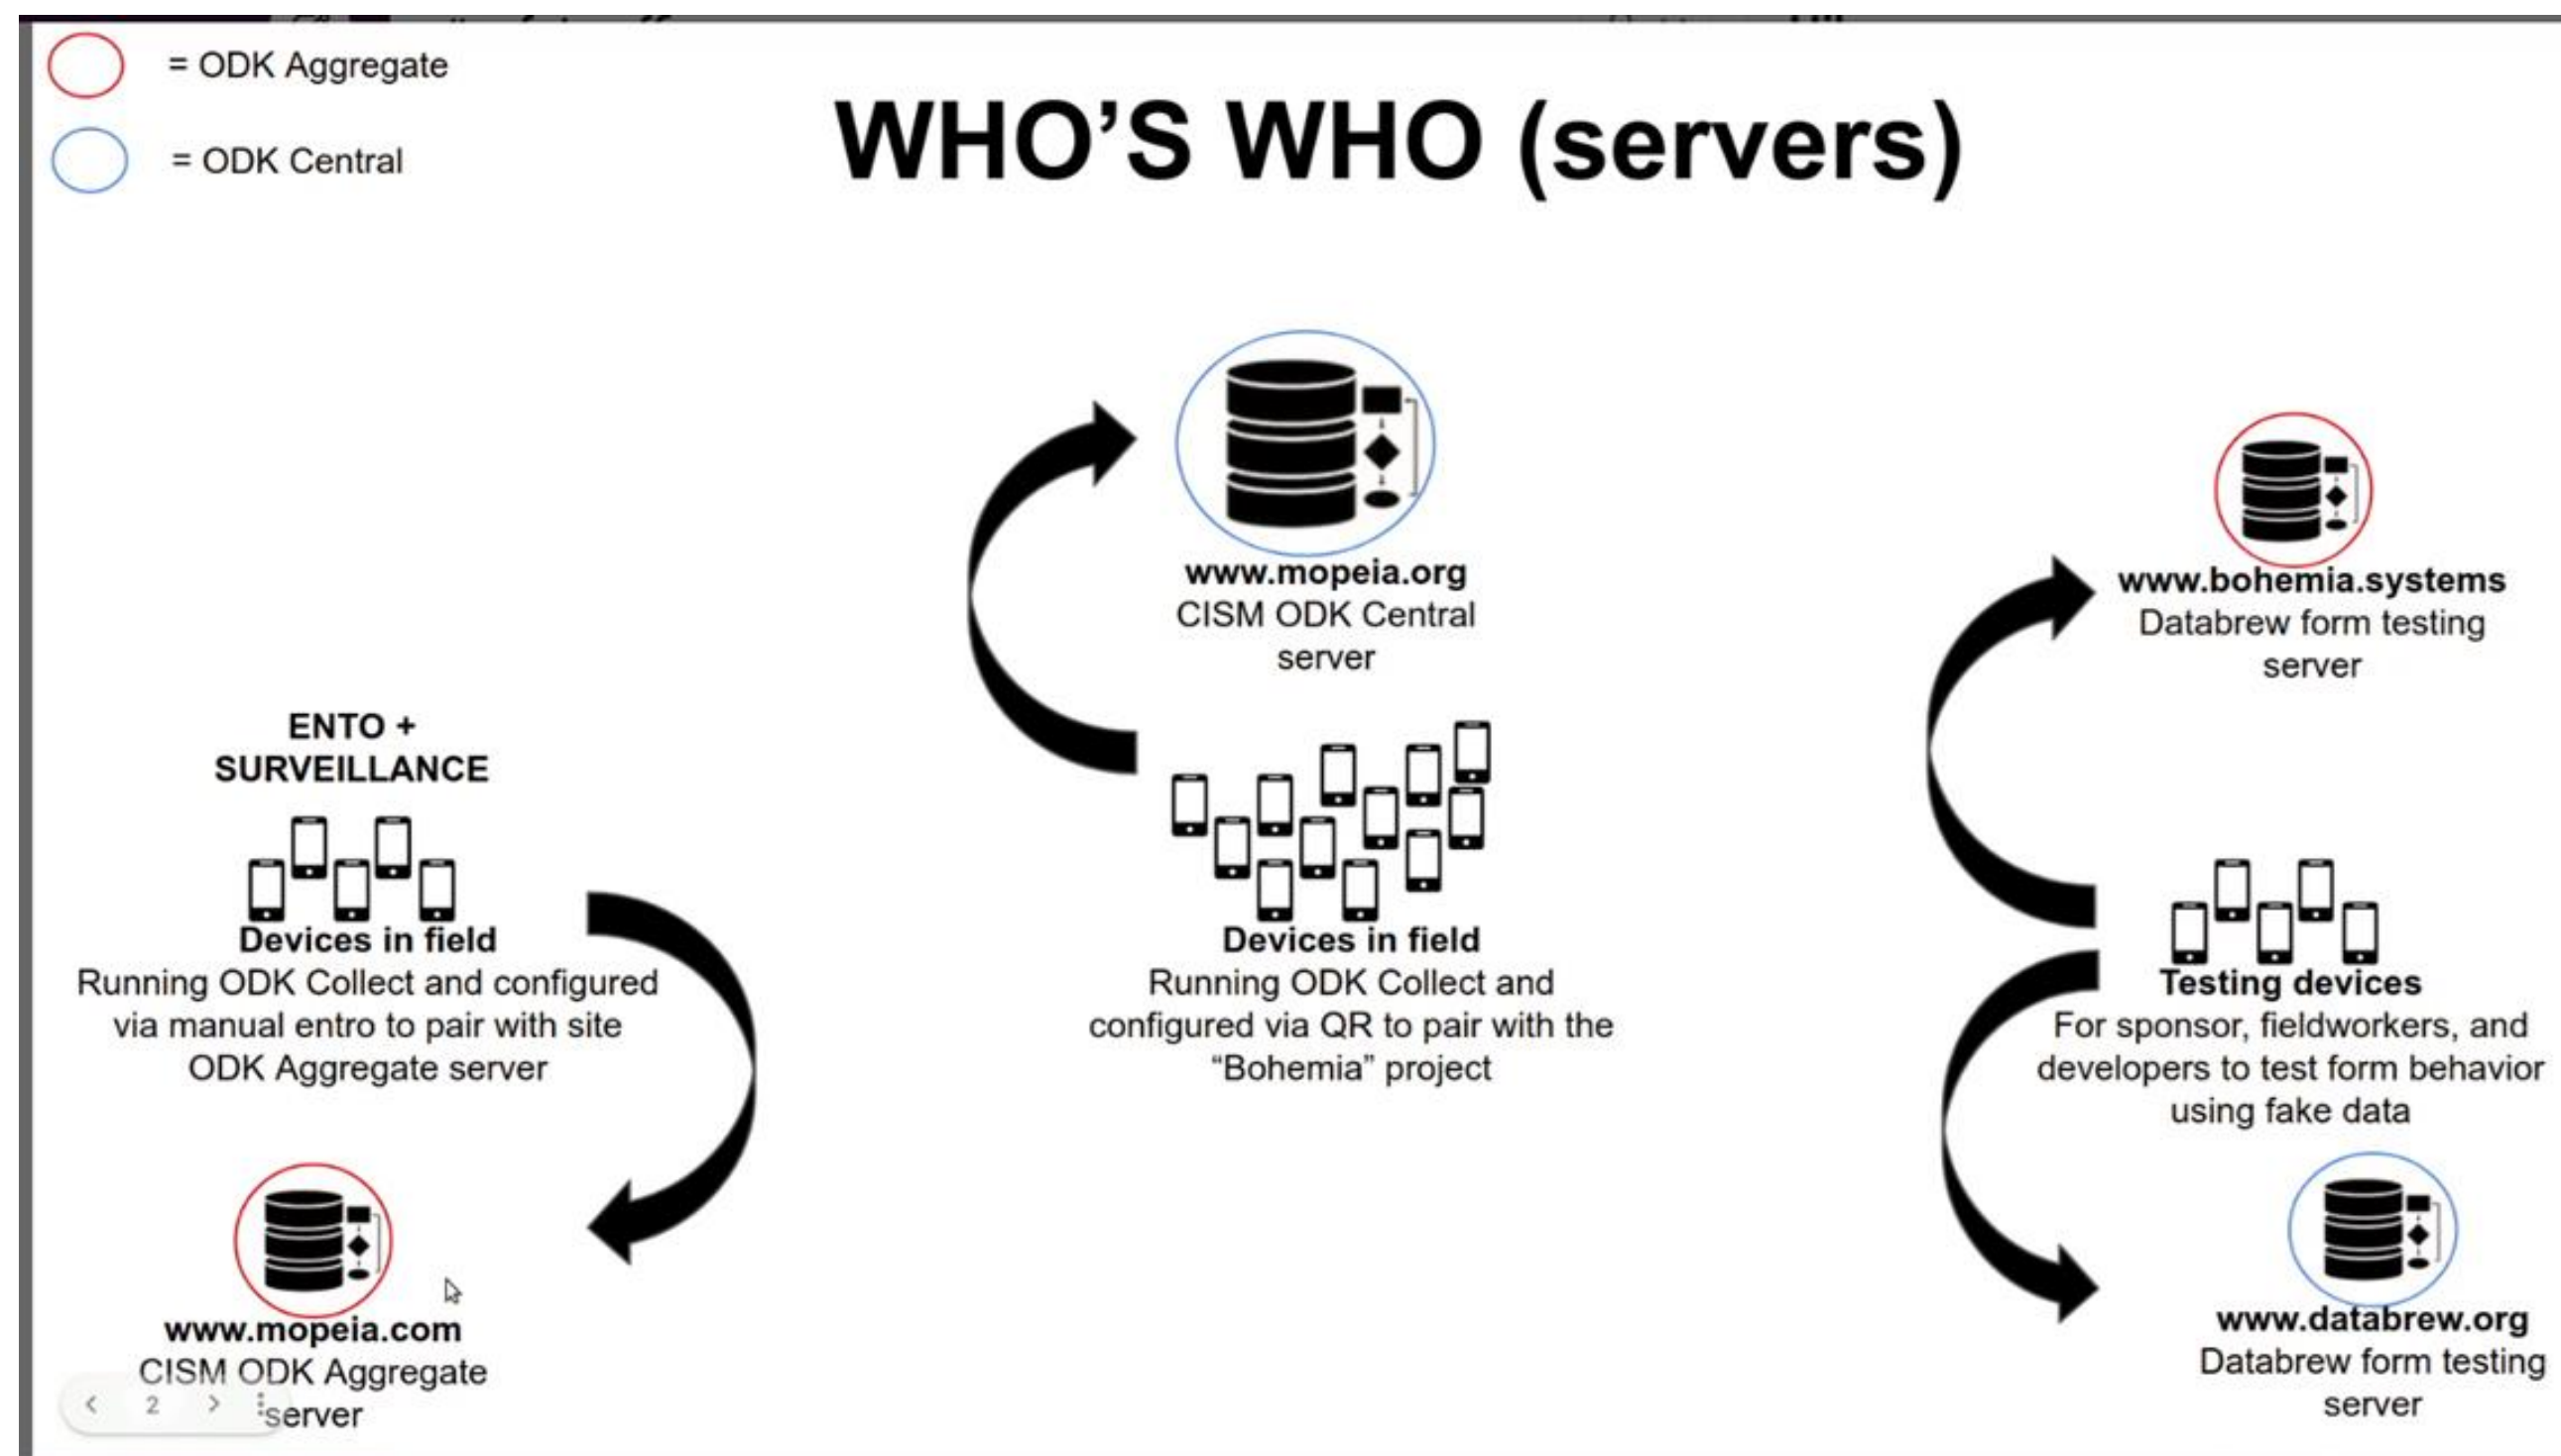 = ODK Aggregate
= ODK Central
WHO’S WHO (servers)
www.mopeia.org
CISM ODK Central
server
www.bohemia.systems
Databrew form testing
server
ENTO +
SURVEILLANCE
Devices in field
Running ODK Collect and configured
via manual entro to pair with site
ODK Aggregate server
Devices in field
Running ODK Collect and
configured via QR to pair with the
“Bohemia” project
Testing devices
For sponsor, fieldworkers, and
developers to test form behavior
using fake data
www.mopeia.com
CISM ODK Aggregate
server
2
www.databrew.org
Databrew form testing
server